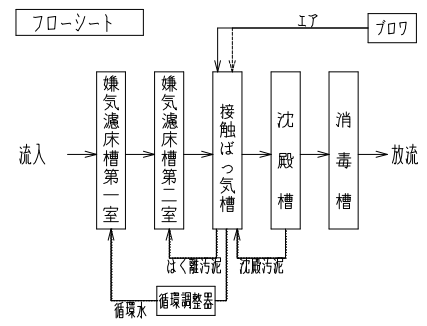 フローシート
エア
ブロワ
流入
嫌気濾床槽第一室
嫌気濾床槽第二室
接触ばっ気槽
沈殿槽
消毒槽
放流
はく離汚泥
沈殿汚泥
循環水
循環調整器